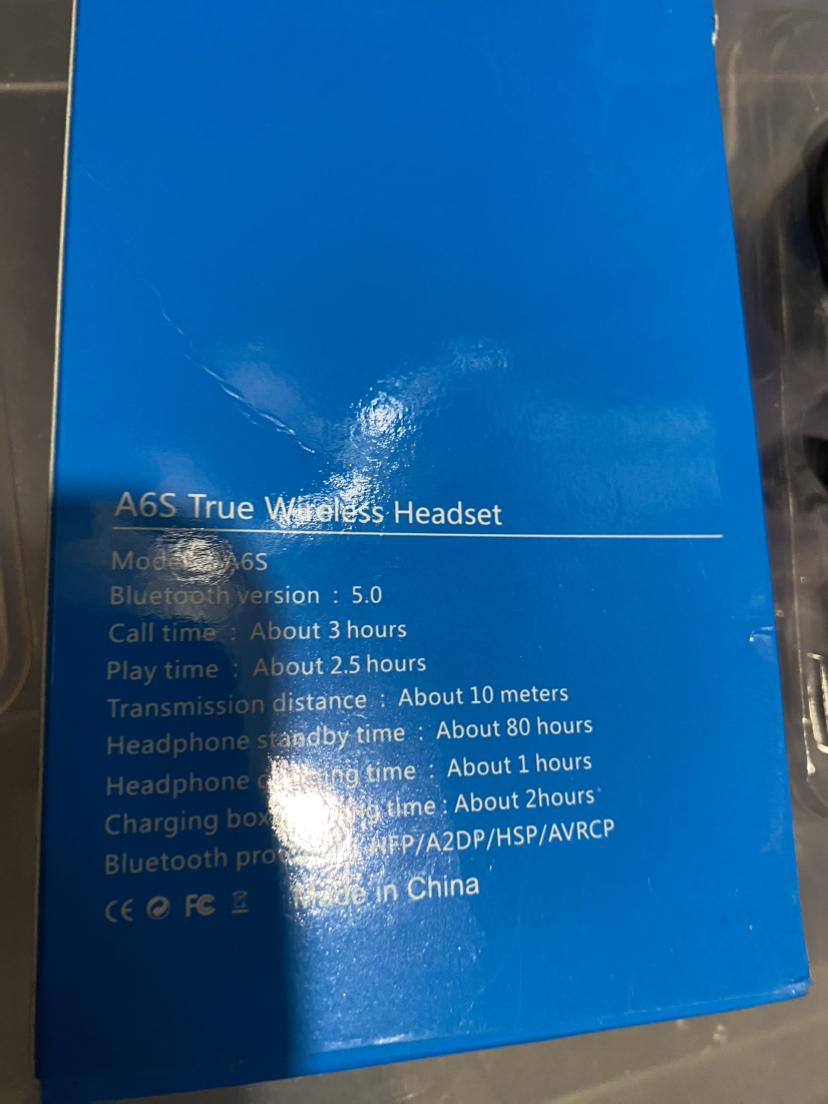 A6S True Wireless Headset
Model : A6S
Bluetooth version : 5.0
Call time : About 3 hours
Play time : About 2.5 hours
Transmission distance : About 10 meters
Headphone standby time : About 80 hours
Headphone time : About 1 hours
Charging box time : About 2hours
Bluetooth HFP/A2DP/HSP/AVRCP
CE FC Made in China